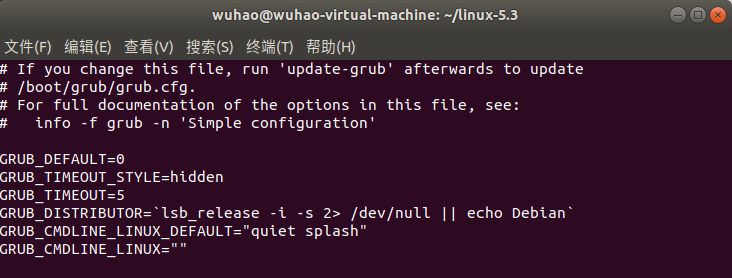 wuhao@wuhao-virtual-machine: ~/linux-5.3
文件(F) 编辑(E) 查看(V) 搜索(S) 终端(T) 帮助(H)
# If you change this file, run 'update-grub' afterwards to update
# /boot/grub/grub.cfg.
# For full documentation of the options in this file, see:
#   info -f grub -n 'Simple configuration'

GRUB_DEFAULT=0
GRUB_TIMEOUT_STYLE=hidden
GRUB_TIMEOUT=5
GRUB_DISTRIBUTOR=`lsb_release -i -s 2> /dev/null || echo Debian`
GRUB_CMDLINE_LINUX_DEFAULT="quiet splash"
GRUB_CMDLINE_LINUX=""